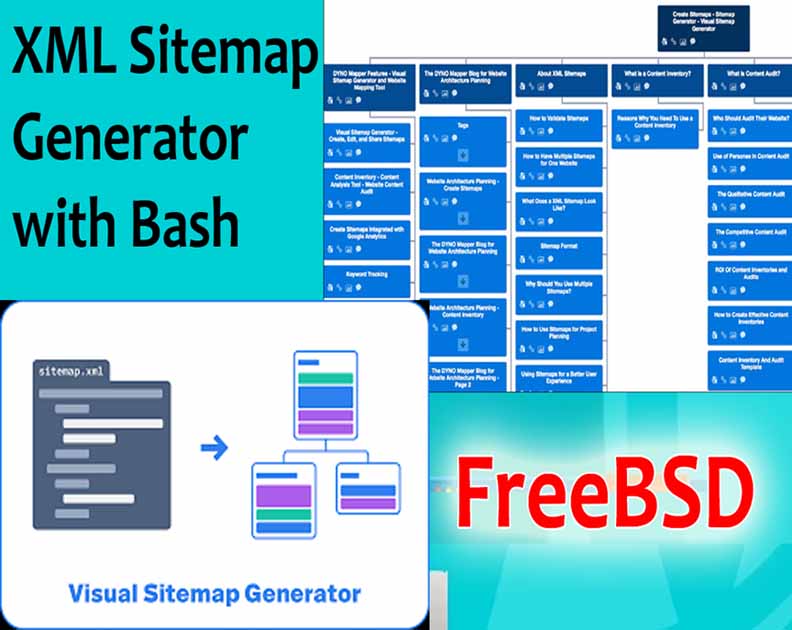 XML Sitemap
Generator
with Bash
Create Sitemaps - Sitemap
Generator - Visual Sitemap
Generator
DYNO Mapper Features - Visual
Sitemap Generator and Website
Mapping Tool
Visual Sitemap Generator -
Create, Edit, and Share Sitemaps
Content Inventory - Content
Analysis Tool - Website Content
Audit
Create Sitemaps Integrated with
Google Analytics
Keyword Tracking
The DYNO Mapper Blog for Website
Architecture Planning
Tags
Website Architecture Planning -
Create Sitemaps
The DYNO Mapper Blog for
Website Architecture Planning
Website Architecture Planning -
Content Inventory
The DYNO Mapper Blog for
Website Architecture Planning -
Page 2
About XML Sitemaps
How to Validate Sitemaps
How to Have Multiple Sitemaps
for One Website
What Does a XML Sitemap Look
Like?
Sitemap Format
Why Should You Use Multiple
Sitemaps?
How to Use Sitemaps for Project
Planning
Using Sitemaps for a Better User
Experience
What is a Content Inventory?
Reasons Why You Need To Use a
Content Inventory
What is Content Audit?
Who Should Audit Their Website?
Use of Personas in Content Audit
The Qualitative Content Audit
The Competitive Content Audit
ROI Of Content Inventories and
Audits
How to Create Effective Content
Inventories
Content Inventory And Audit
Template
sitemap.xml
Visual Sitemap Generator
FreeBSD